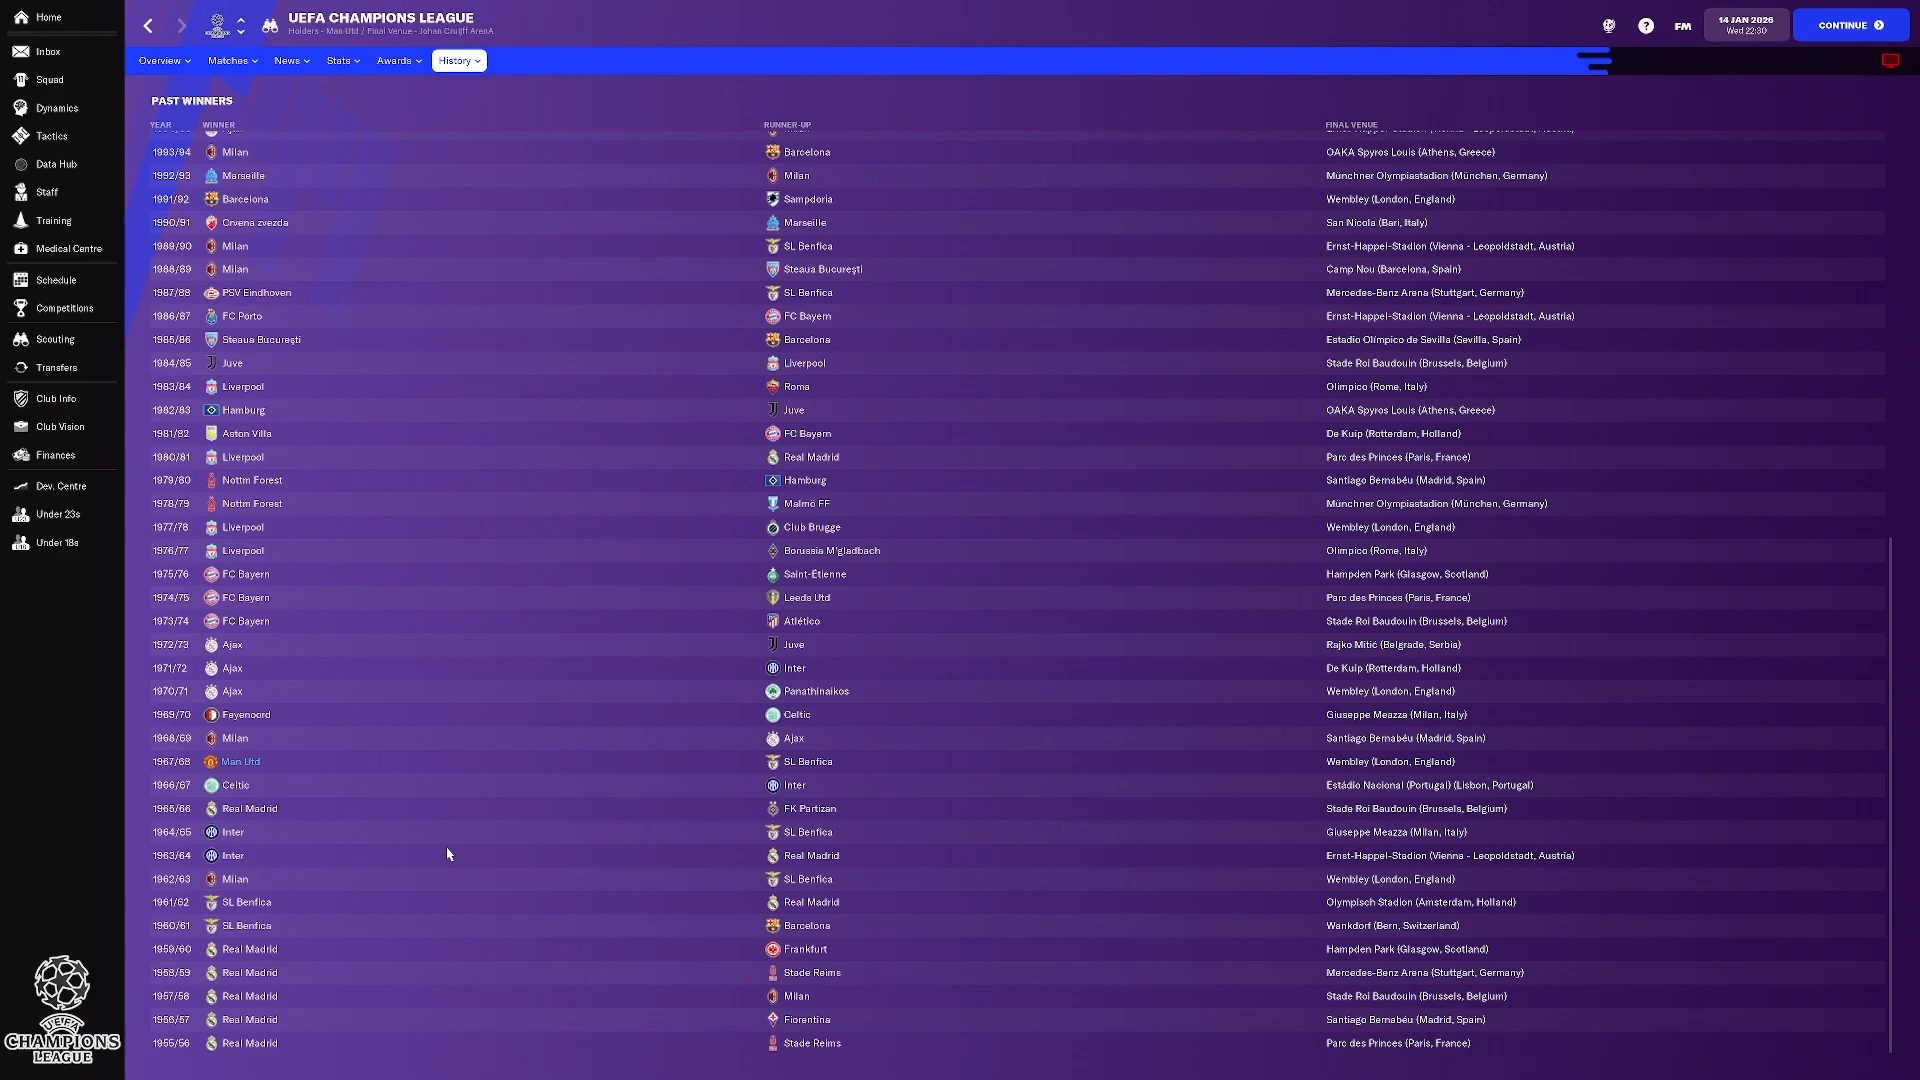 Home
Inbox
Squad
Dynamics
Tactics
Data Hub
Staff
Training
Medical Centre
Schedule
Competitions
Scouting
Transfers
Club Info
Club Vision
Finances
Dev. Centre
Under 23s
Under 18s
UEFA CHAMPIONS LEAGUE
UEFA CHAMPIONS LEAGUE
Holders - Man Utd / Final Venue - Johan Cruijff ArenA
FM
14 JAN 2026
Wed 22:30
CONTINUE
Overview Matches News Stats Awards History
PAST WINNERS
YEAR WINNER RUNNER-UP FINAL VENUE
1993/94 Milan Barcelona OAKA Spyros Louis (Athens, Greece)
1992/93 Marseille Milan Münchner Olympiastadion (München, Germany)
1991/92 Barcelona Sampdoria Wembley (London, England)
1990/91 Crvena zvezda Marseille San Nicola (Bari, Italy)
1989/90 Milan SL Benfica Ernst-Happel-Stadion (Vienna - Leopoldstadt, Austria)
1988/89 Milan Steaua Bucureşti Camp Nou (Barcelona, Spain)
1987/88 PSV Eindhoven SL Benfica Mercedes-Benz Arena (Stuttgart, Germany)
1986/87 FC Porto FC Bayern Ernst-Happel-Stadion (Vienna - Leopoldstadt, Austria)
1985/86 Steaua Bucureşti Barcelona Estadio Olímpico de Sevilla (Sevilla, Spain)
1984/85 Juve Liverpool Stade Roi Baudouin (Brussels, Belgium)
1983/84 Liverpool Roma Olimpico (Rome, Italy)
1982/83 Hamburg Juve OAKA Spyros Louis (Athens, Greece)
1981/82 Aston Villa FC Bayern De Kuip (Rotterdam, Holland)
1980/81 Liverpool Real Madrid Parc des Princes (Paris, France)
1979/80 Nottm Forest Hamburg Santiago Bernabéu (Madrid, Spain)
1978/79 Nottm Forest Malmö FF Münchner Olympiastadion (München, Germany)
1977/78 Liverpool Club Brugge Wembley (London, England)
1976/77 Liverpool Borussia M'gladbach Olimpico (Rome, Italy)
1975/76 FC Bayern Saint-Étienne Hampden Park (Glasgow, Scotland)
1974/75 FC Bayern Leeds Utd Parc des Princes (Paris, France)
1973/74 FC Bayern Atlético Stade Roi Baudouin (Brussels, Belgium)
1972/73 Ajax Juve Rajko Mitić (Belgrade, Serbia)
1971/72 Ajax Inter De Kuip (Rotterdam, Holland)
1970/71 Ajax Panathinaikos Wembley (London, England)
1969/70 Feyenoord Celtic Giuseppe Meazza (Milan, Italy)
1968/69 Milan Ajax Santiago Bernabéu (Madrid, Spain)
1967/68 Man Utd SL Benfica Wembley (London, England)
1966/67 Celtic Inter Estádio Nacional (Portugal) (Lisbon, Portugal)
1965/66 Real Madrid FK Partizan Stade Roi Baudouin (Brussels, Belgium)
1964/65 Inter SL Benfica Giuseppe Meazza (Milan, Italy)
1963/64 Inter Real Madrid Ernst-Happel-Stadion (Vienna - Leopoldstadt, Austria)
1962/63 Milan SL Benfica Wembley (London, England)
1961/62 SL Benfica Real Madrid Olympisch Stadion (Amsterdam, Holland)
1960/61 SL Benfica Barcelona Wankdorf (Bern, Switzerland)
1959/60 Real Madrid Frankfurt Hampden Park (Glasgow, Scotland)
1958/59 Real Madrid Stade Reims Mercedes-Benz Arena (Stuttgart, Germany)
1957/58 Real Madrid Milan Stade Roi Baudouin (Brussels, Belgium)
1956/57 Real Madrid Fiorentina Santiago Bernabéu (Madrid, Spain)
1955/56 Real Madrid Stade Reims Parc des Princes (Paris, France)